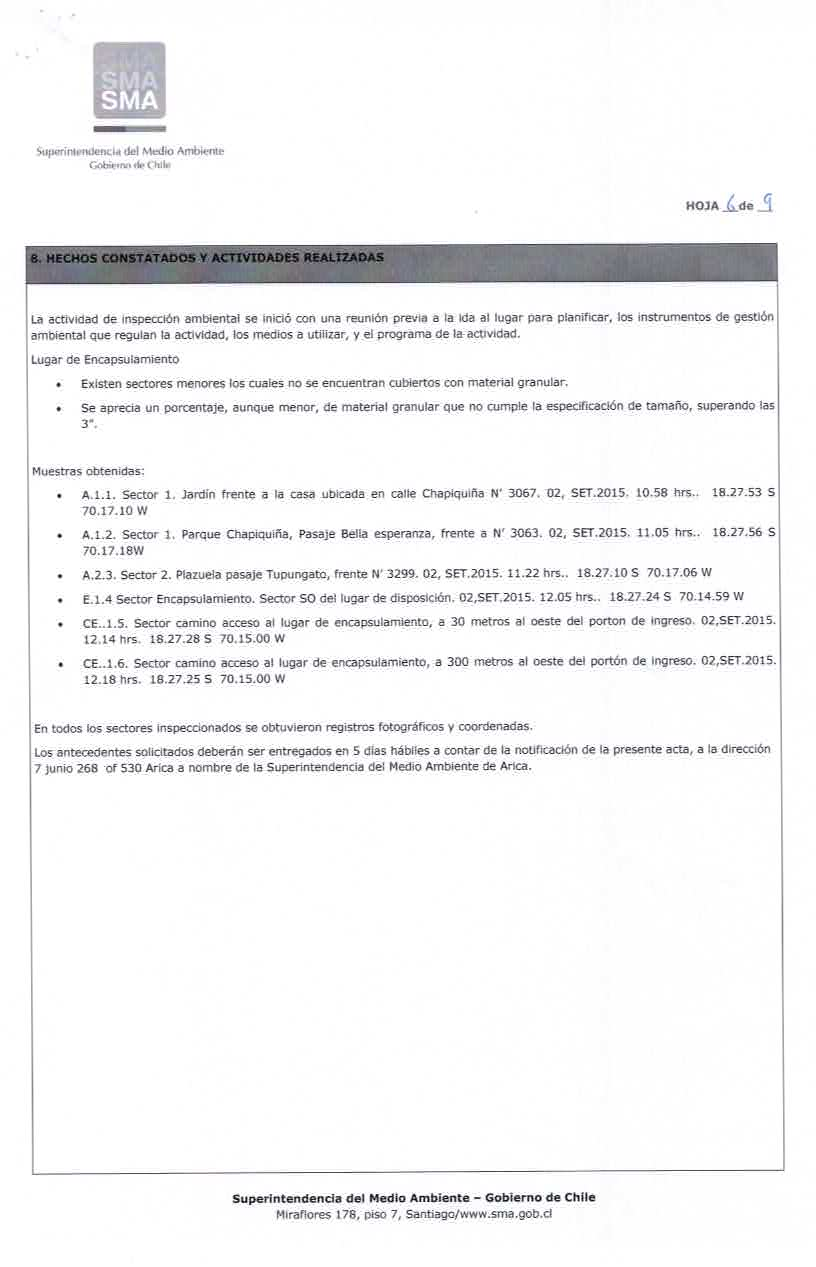 SMA
SMA
SMA
Superintendencia del Medio Ambiente
Gobierno de Chile
HOJA 6 de 9
8. HECHOS CONSTATADOS Y ACTIVIDADES REALIZADAS
La actividad de inspección ambiental se inició con una reunión previa a la ida al lugar para planificar, los instrumentos de gestión
ambiental que regulan la actividad, los medios a utilizar, y el programa de la actividad.
Lugar de Encapsulamiento
• Existen sectores menores los cuales no se encuentran cubiertos con material granular.
• Se aprecia un porcentaje, aunque menor, de material granular que no cumple la especificación de tamaño, superando las
3".
Muestras obtenidas:
• A.1.1. Sector 1. Jardín frente a la casa ubicada en calle Chapiquiña N' 3067. 02, SET.2015. 10.58 hrs.. 18.27.53 S
70.17.10 W
• A.1.2. Sector 1. Parque Chapiquiña, Pasaje Bella esperanza, frente a N' 3063. 02, SET.2015. 11.05 hrs.. 18.27.56 S
70.17.18W
• A.2.3. Sector 2. Plazuela pasaje Tupungato, frente N' 3299. 02, SET.2015. 11.22 hrs.. 18.27.10 S 70.17.06 W
• E.1.4 Sector Encapsulamiento. Sector SO del lugar de disposición. 02,SET.2015. 12.05 hrs.. 18.27.24 S 70.14.59 W
• CE..1.5. Sector camino acceso al lugar de encapsulamiento, a 30 metros al oeste del porton de ingreso. 02,SET.2015.
12.14 hrs. 18.27.28 S 70.15.00 W
• CE..1.6. Sector camino acceso al lugar de encapsulamiento, a 300 metros al oeste del portón de ingreso. 02,SET.2015.
12.18 hrs. 18.27.25 S 70.15.00 W
En todos los sectores inspeccionados se obtuvieron registros fotográficos y coordenadas.
Los antecedentes solicitados deberán ser entregados en 5 días hábiles a contar de la notificación de la presente acta, a la dirección
7 junio 268 of 530 Arica a nombre de la Superintendencia del Medio Ambiente de Arica.
Superintendencia del Medio Ambiente – Gobierno de Chile
Miraflores 178, piso 7, Santiago/www.sma.gob.cl